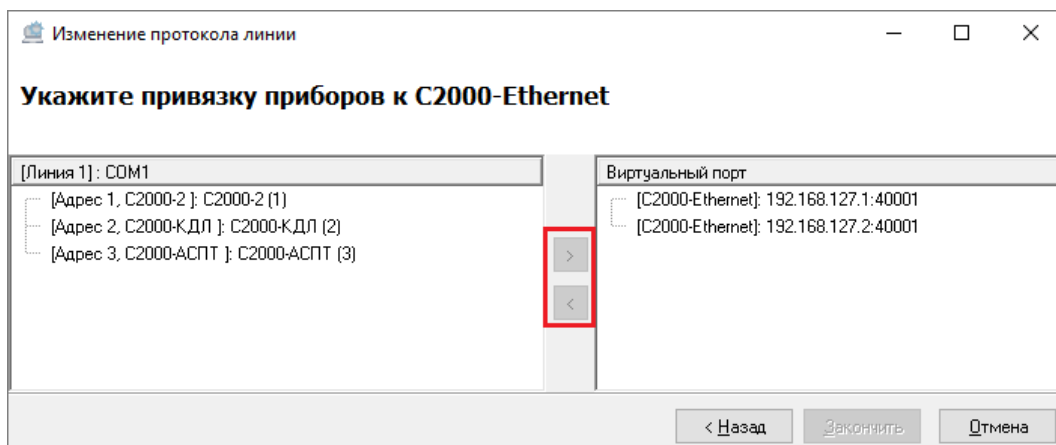 Изменение протокола линии
Укажите привязку приборов к С2000-Ethernet
[Линия 1] : COM1
[Адрес 1, С2000-2 ]: С2000-2 (1)
[Адрес 2, С2000-КДЛ ]: С2000-КДЛ (2)
[Адрес 3, С2000-АСПТ ]: С2000-АСПТ (3)
>
<
Виртуальный порт
[С2000-Ethernet]: 192.168.127.1:40001
[С2000-Ethernet]: 192.168.127.2:40001
< Назад
Закончить
Отмена